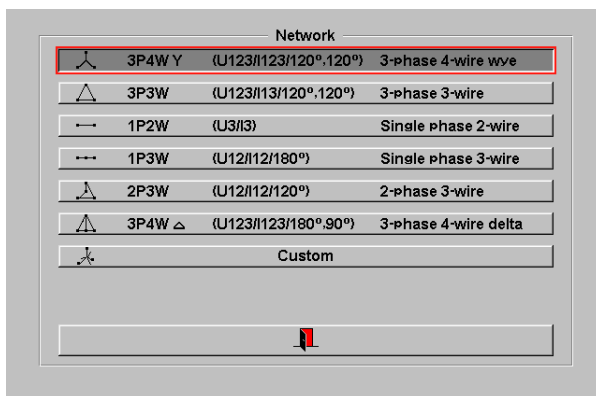 Network
3P4W Y {U123/I123/120º,120º} 3-phase 4-wire wye
3P3W {U123/I13/120º,120º} 3-phase 3-wire
1P2W {U3/I3} Single phase 2-wire
1P3W {U12/I12/180º} Single phase 3-wire
2P3W {U12/I12/120º} 2-phase 3-wire
3P4W △ {U123/I123/180º,90º} 3-phase 4-wire delta
Custom